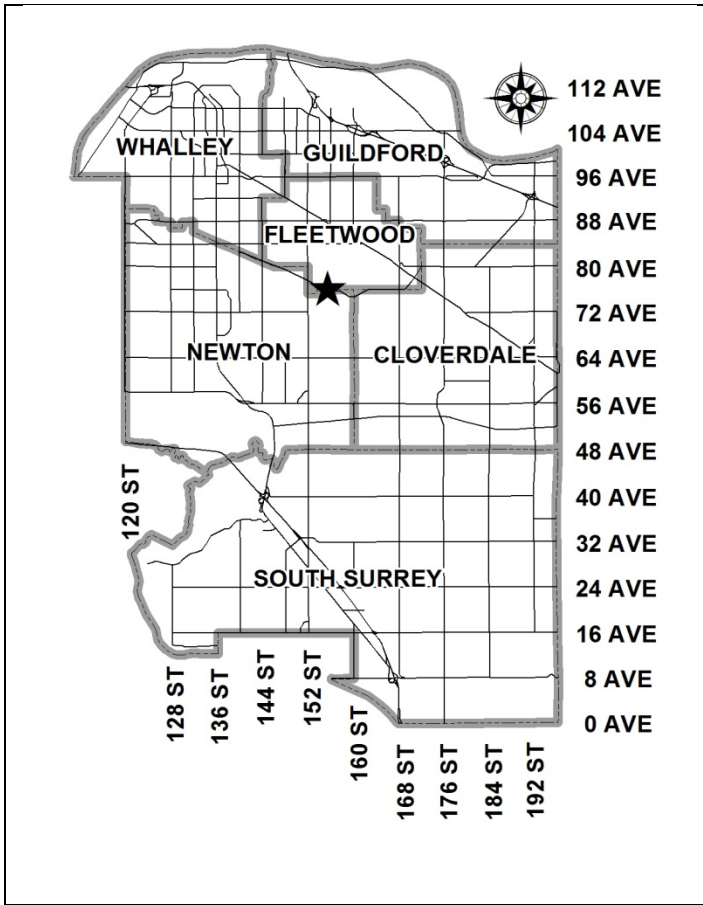 112 AVE
104 AVE
WHALLEY
GUILDFORD
96 AVE
88 AVE
FLEETWOOD
80 AVE
72 AVE
NEWTON
CLOVERDALE
64 AVE
56 AVE
48 AVE
120 ST
40 AVE
32 AVE
SOUTH SURREY
24 AVE
16 AVE
8 AVE
0 AVE
128 ST
136 ST
144 ST
152 ST
160 ST
168 ST
176 ST
184 ST
192 ST